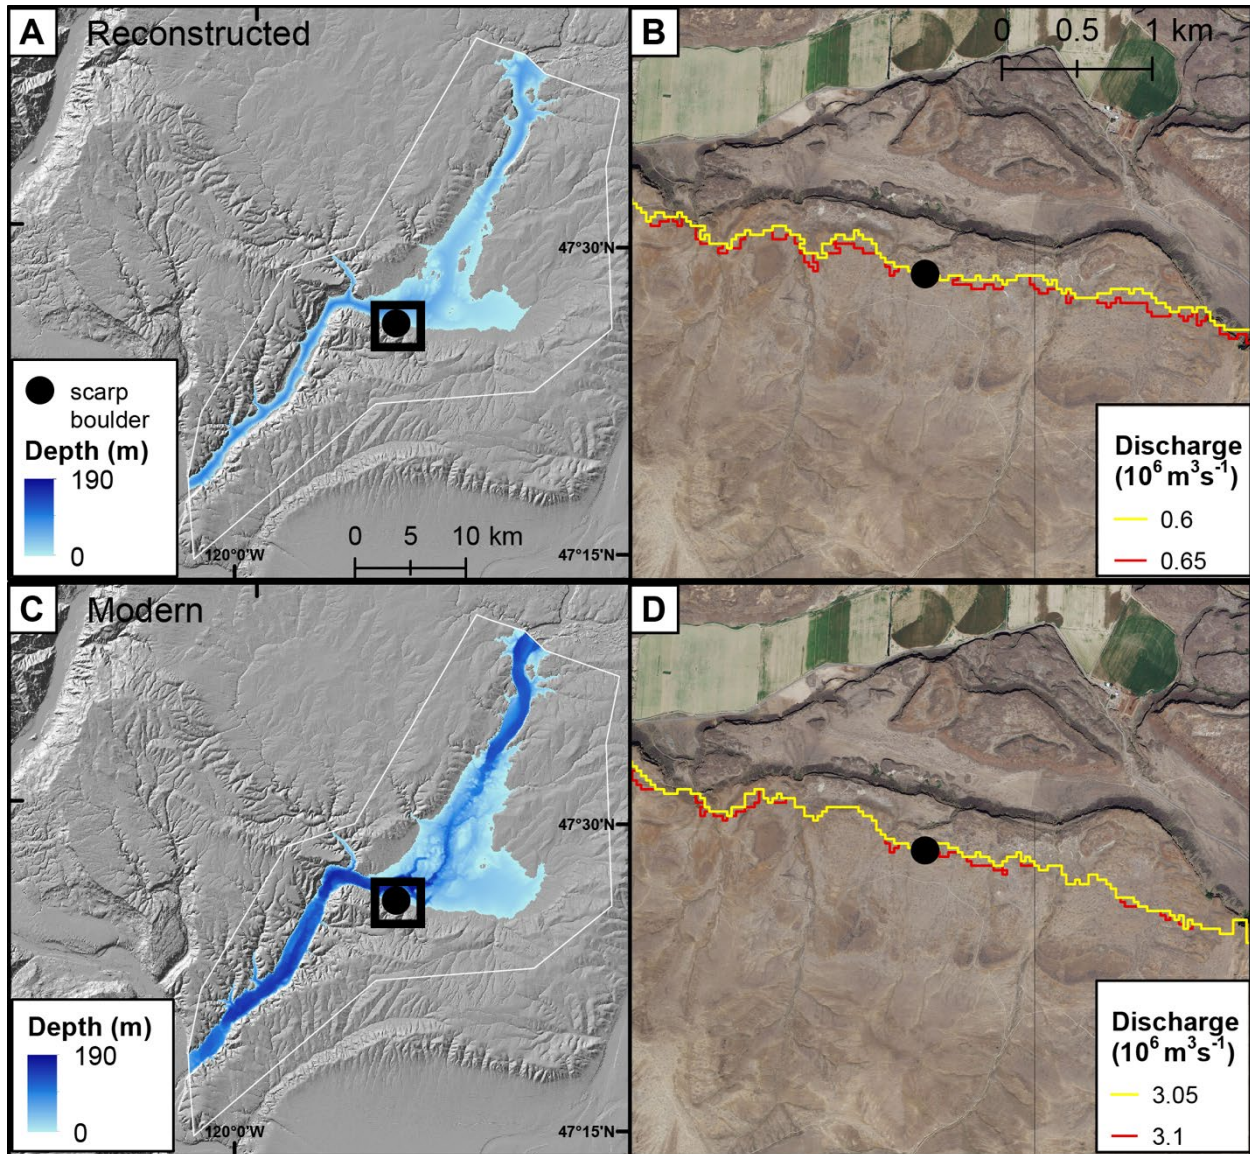 A Reconstructed
47°30'N
scarp
boulder
Depth (m)
190
0
0 5 10 km
120°0'W
47°15'N
B
0 0.5 1 km
Discharge
(10⁶ m³s⁻¹)
0.6
0.65
C Modern
47°30'N
Depth (m)
190
0
120°0'W
47°15'N
D
Discharge
(10⁶ m³s⁻¹)
3.05
3.1